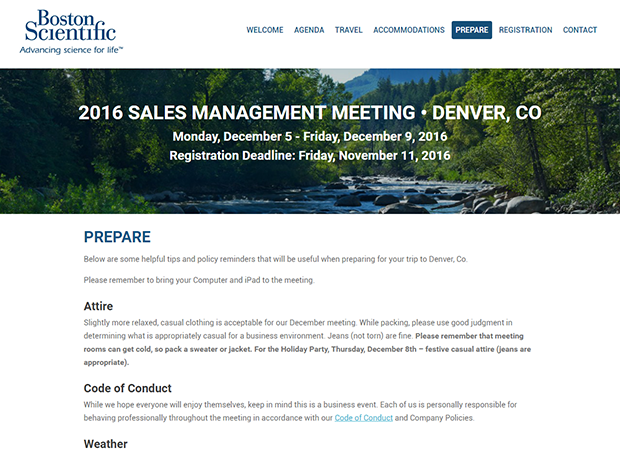 Boston
Scientific
Advancing science for life™
WELCOME AGENDA TRAVEL ACCOMMODATIONS PREPARE REGISTRATION CONTACT
2016 SALES MANAGEMENT MEETING • DENVER, CO
Monday, December 5 - Friday, December 9, 2016
Registration Deadline: Friday, November 11, 2016
PREPARE
Below are some helpful tips and policy reminders that will be useful when preparing for your trip to Denver, Co.
Please remember to bring your Computer and iPad to the meeting.
Attire
Slightly more relaxed, casual clothing is acceptable for our December meeting. While packing, please use good judgment in
determining what is appropriately casual for a business environment. Jeans (not torn) are fine. Please remember that meeting
rooms can get cold, so pack a sweater or jacket. For the Holiday Party, Thursday, December 8th – festive casual attire (jeans are
appropriate).
Code of Conduct
While we hope everyone will enjoy themselves, keep in mind this is a business event. Each of us is personally responsible for
behaving professionally throughout the meeting in accordance with our Code of Conduct and Company Policies.
Weather